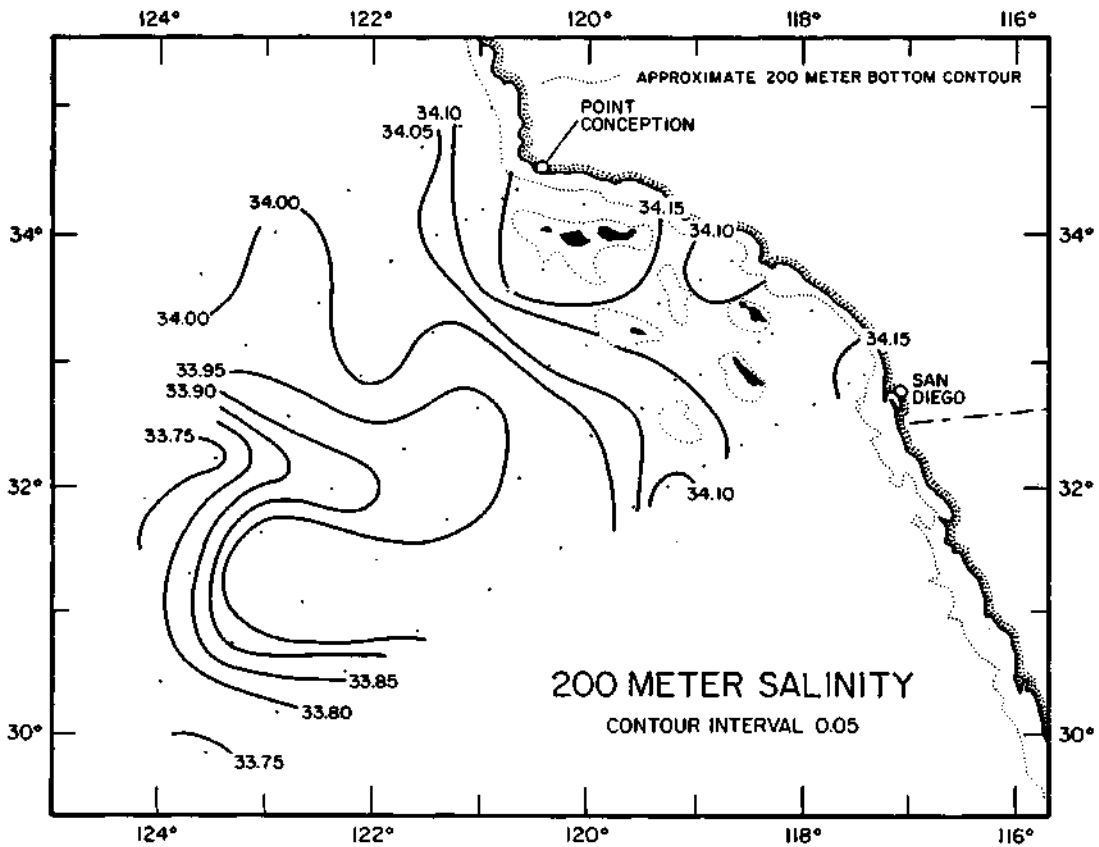 124° 122° 120° 118° 116°
APPROXIMATE 200 METER BOTTOM CONTOUR
POINT
CONCEPTION
34.10
34.05
34.00
34.15
34.10
34° 34°
34.00
34.15
33.95
33.90
SAN
DIEGO
33.75
32° 32°
34.10
200 METER SALINITY
CONTOUR INTERVAL 0.05
33.85
33.80
30° 30°
33.75
124° 122° 120° 118° 116°